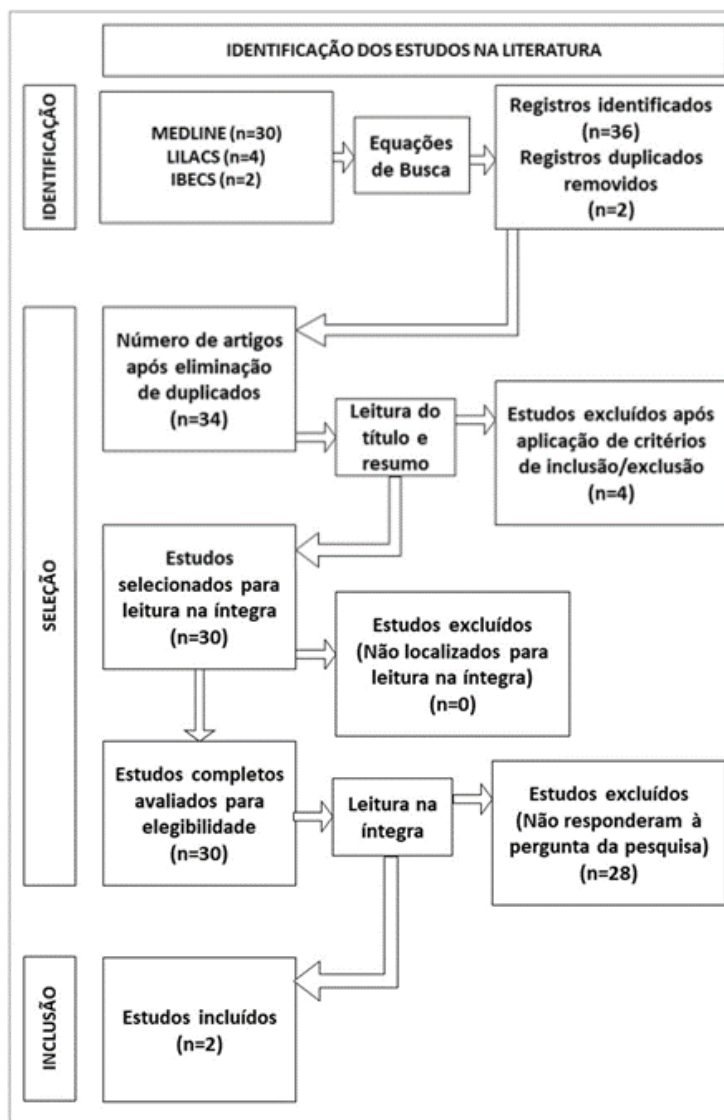 IDENTIFICAÇÃO DOS ESTUDOS NA LITERATURA
IDENTIFICAÇÃO
MEDLINE (n=30)
LILACS (n=4)
IBECS (n=2)
Equações
de Busca
Registros identificados
(n=36)
Registros duplicados
removidos
(n=2)
SELEÇÃO
Número de artigos
após eliminação
de duplicados
(n=34)
Leitura do
título e
resumo
Estudos excluídos após
aplicação de critérios
de inclusão/exclusão
(n=4)
Estudos
selecionados para
leitura na íntegra
(n=30)
Estudos excluídos
(Não localizados para
leitura na íntegra)
(n=0)
Estudos completos
avaliados para
elegibilidade
(n=30)
Leitura na
íntegra
Estudos excluídos
(Não responderam à
pergunta da pesquisa)
(n=28)
INCLUSÃO
Estudos incluídos
(n=2)